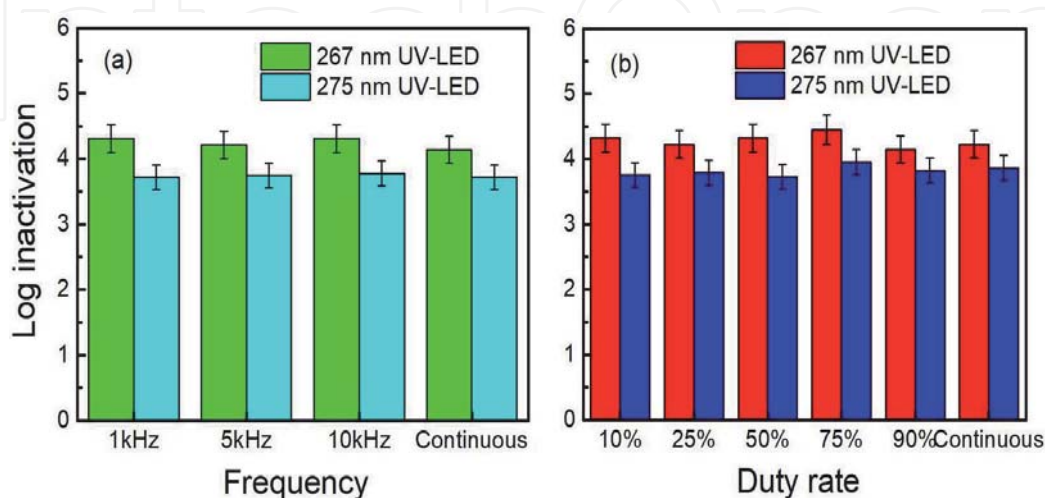 (a)
267 nm UV-LED
275 nm UV-LED
Log inactivation
6
5
4
3
2
1
0
1kHz 5kHz 10kHz Continuous
Frequency
(b)
267 nm UV-LED
275 nm UV-LED
6
5
4
3
2
1
0
10% 25% 50% 75% 90% Continuous
Duty rate